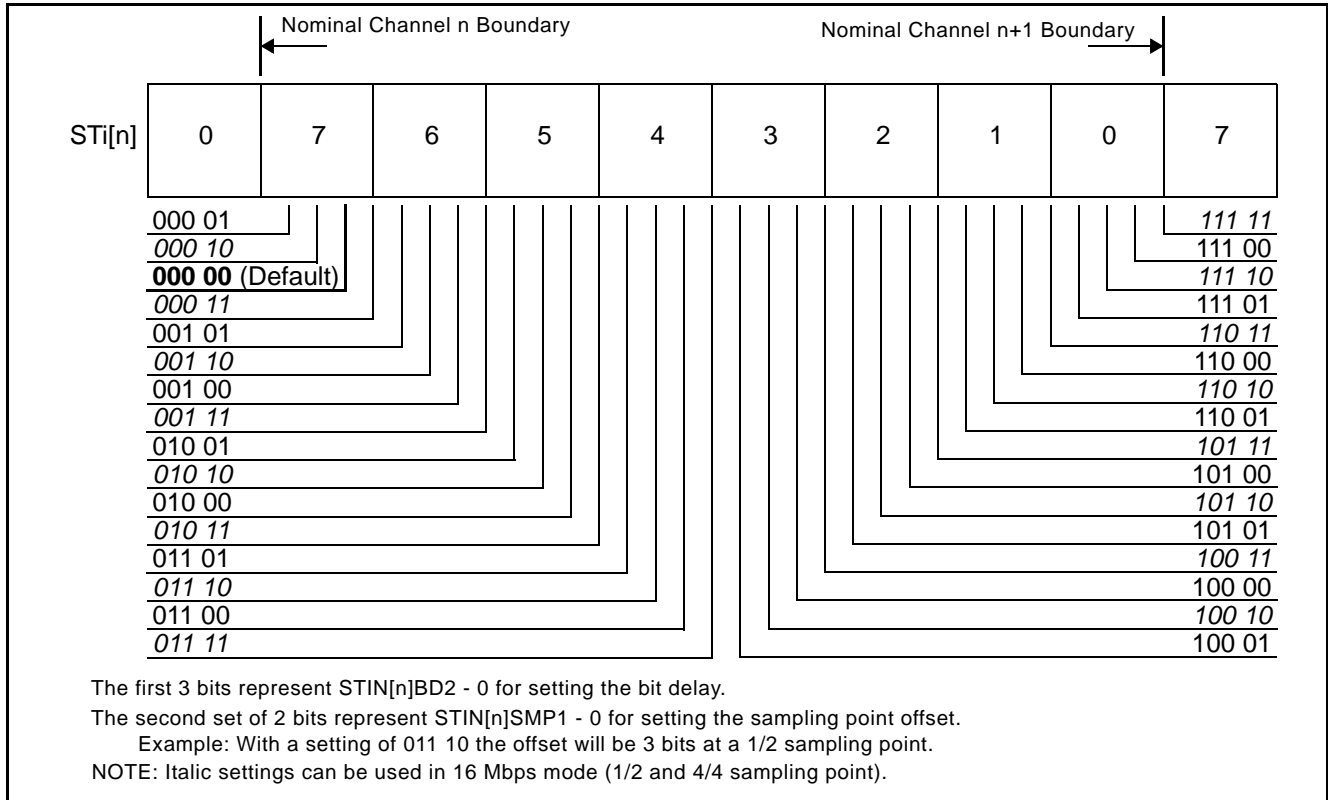 Nominal Channel n Boundary
Nominal Channel n+1 Boundary
STi[n] 0 7 6 5 4 3 2 1 0 7
000 01 111 11
000 10 111 00
000 00 (Default) 111 10
000 11 111 01
001 01 110 11
001 10 110 00
001 00 110 10
001 11 110 01
010 01 101 11
010 10 101 00
010 00 101 10
010 11 101 01
011 01 100 11
011 10 100 00
011 00 100 10
011 11 100 01
The first 3 bits represent STIN[n]BD2 - 0 for setting the bit delay.
The second set of 2 bits represent STIN[n]SMP1 - 0 for setting the sampling point offset.
Example: With a setting of 011 10 the offset will be 3 bits at a 1/2 sampling point.
NOTE: Italic settings can be used in 16 Mbps mode (1/2 and 4/4 sampling point).